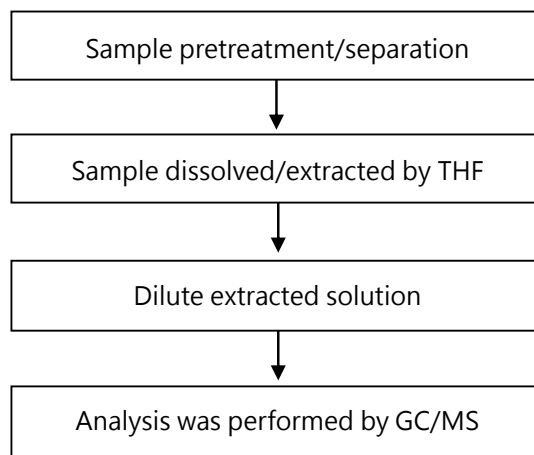 Sample pretreatment/separation
Sample dissolved/extracted by THF
Dilute extracted solution
Analysis was performed by GC/MS